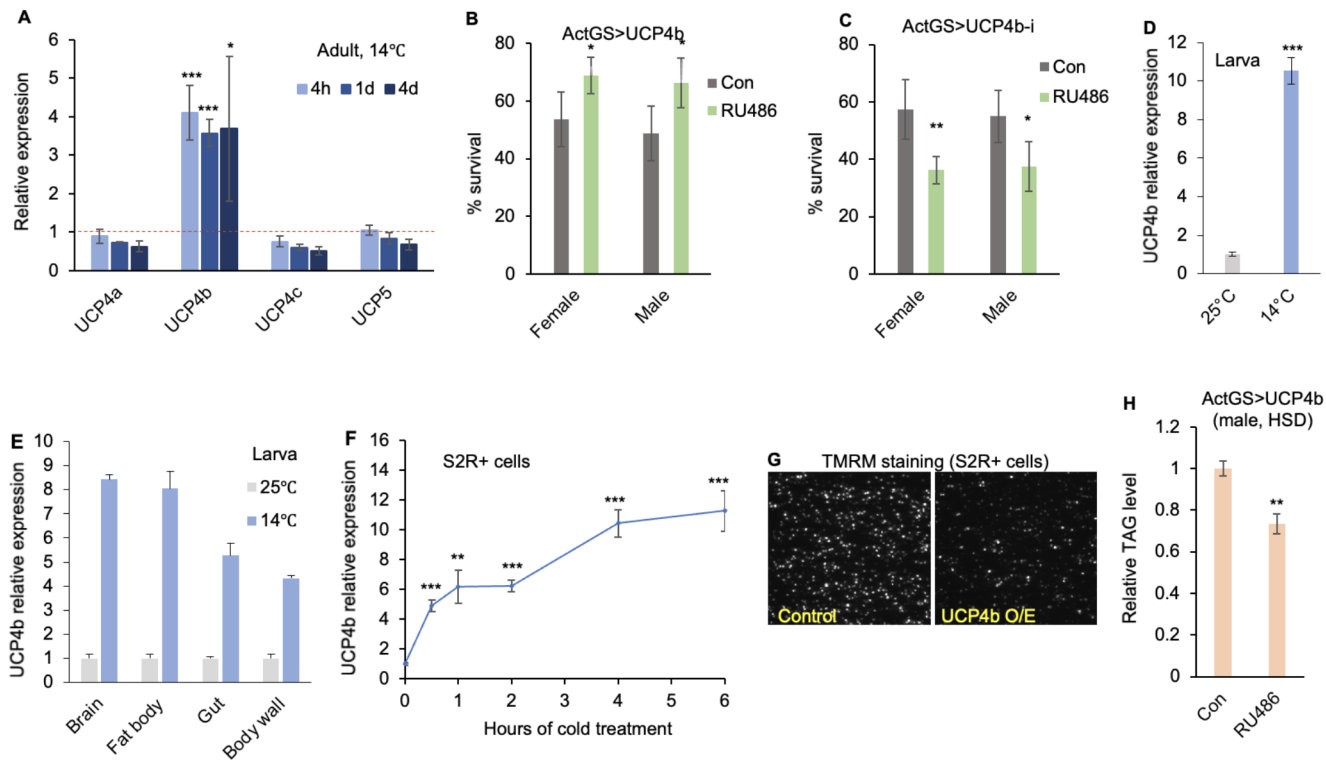 A
Relative expression
6
5
4
3
2
1
0
Adult, 14℃
4h 1d 4d
***
***
*
UCP4a
UCP4b
UCP4c
UCP5
B
ActGS>UCP4b
% survival
80
60
40
20
0
*
*
Con
RU486
Female
Male
C
ActGS>UCP4b-i
% survival
80
60
40
20
0
**
*
Con
RU486
Female
Male
D
UCP4b relative expression
12
10
8
6
4
2
0
Larva
***
25°C
14°C
E
UCP4b relative expression
10
9
8
7
6
5
4
3
2
1
0
Larva
25℃
14℃
Brain
Fat body
Gut
Body wall
F
UCP4b relative expression
16
14
12
10
8
6
4
2
0
S2R+ cells
***
**
***
***
***
0 1 2 3 4 5 6
Hours of cold treatment
G
TMRM staining (S2R+ cells)
Control
UCP4b O/E
H
ActGS>UCP4b
(male, HSD)
Relative TAG level
1.2
1
0.8
0.6
0.4
0.2
0
**
Con
RU486